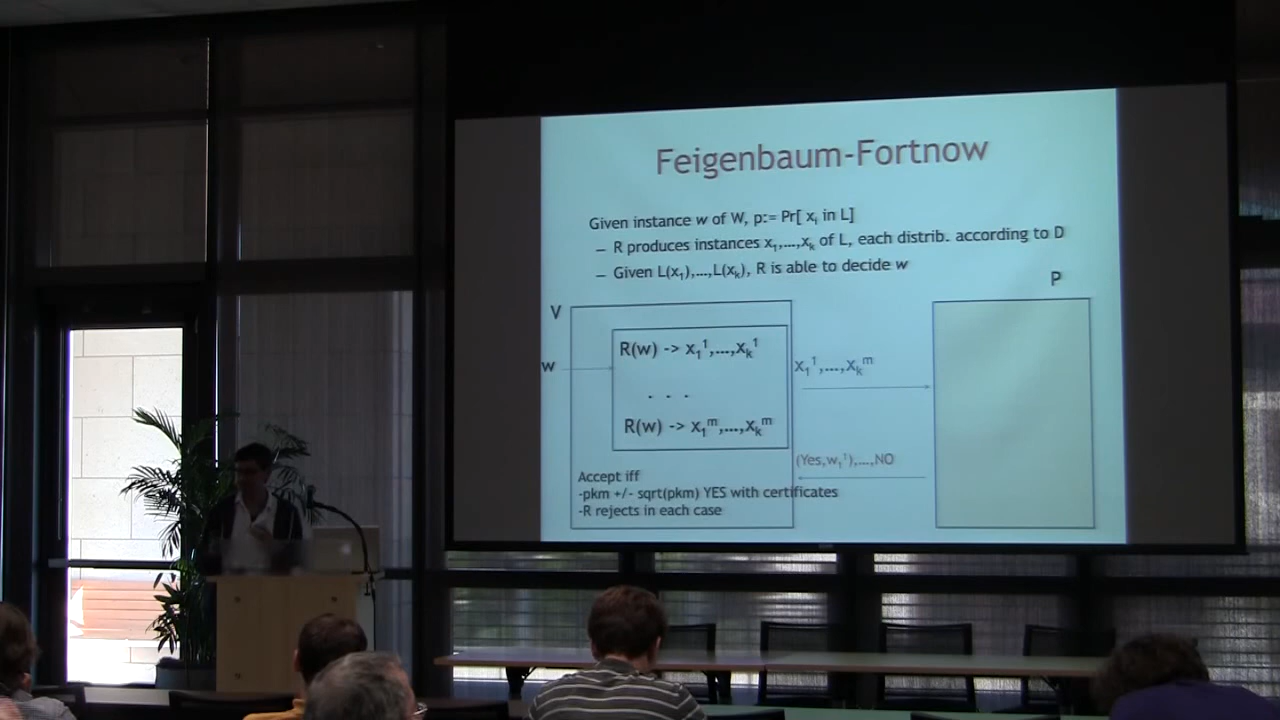 Feigenbaum-Fortnow
Given instance w of W, p:= Pr[ xᵢ in L]
– R produces instances x₁,...,xₖ of L, each distrib. according to D
– Given L(x₁),...,L(xₖ), R is able to decide w
V
P
R(w) -> x₁¹,...,xₖ¹
w
x₁¹,...,xₖᵐ
. . .
R(w) -> x₁ᵐ,...,xₖᵐ
(Yes,w₁¹),...,NO
Accept iff
-pkm +/- sqrt(pkm) YES with certificates
-R rejects in each case